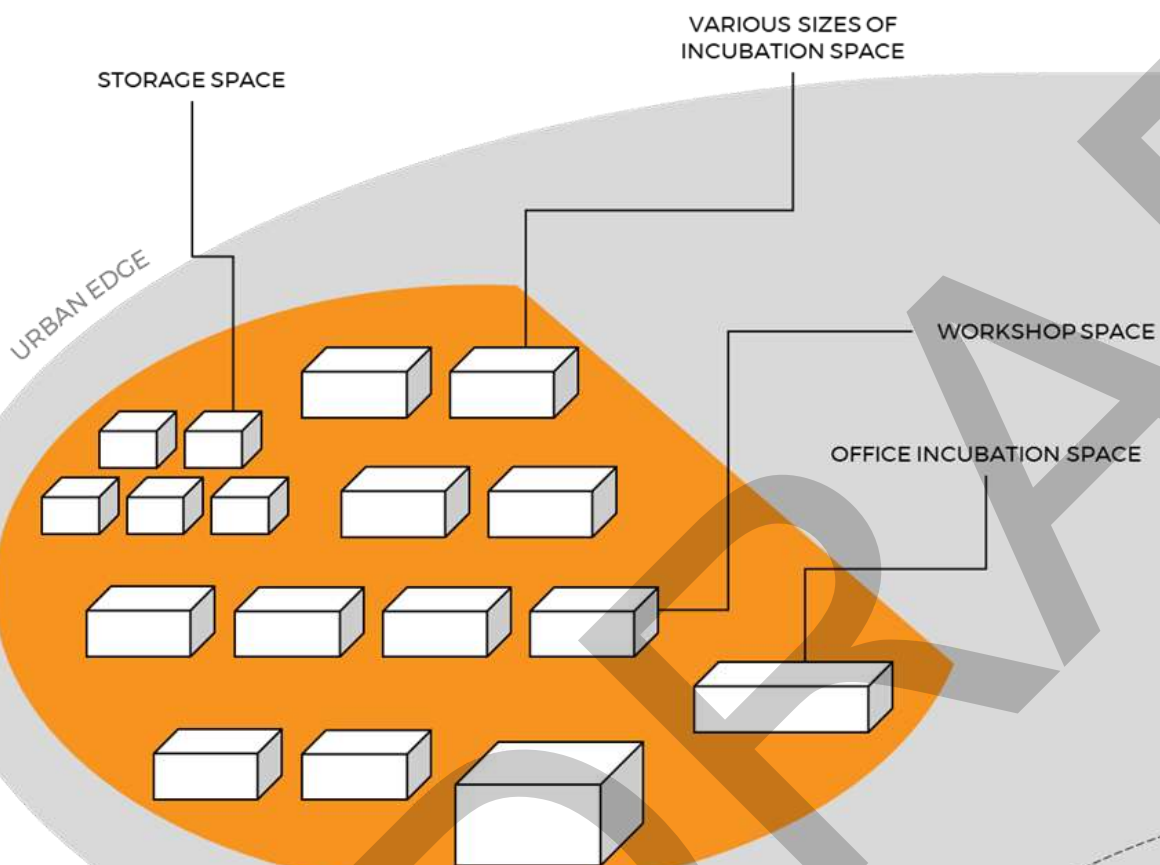 VARIOUS SIZES OF
INCUBATION SPACE
STORAGE SPACE
URBAN EDGE
WORKSHOP SPACE
OFFICE INCUBATION SPACE